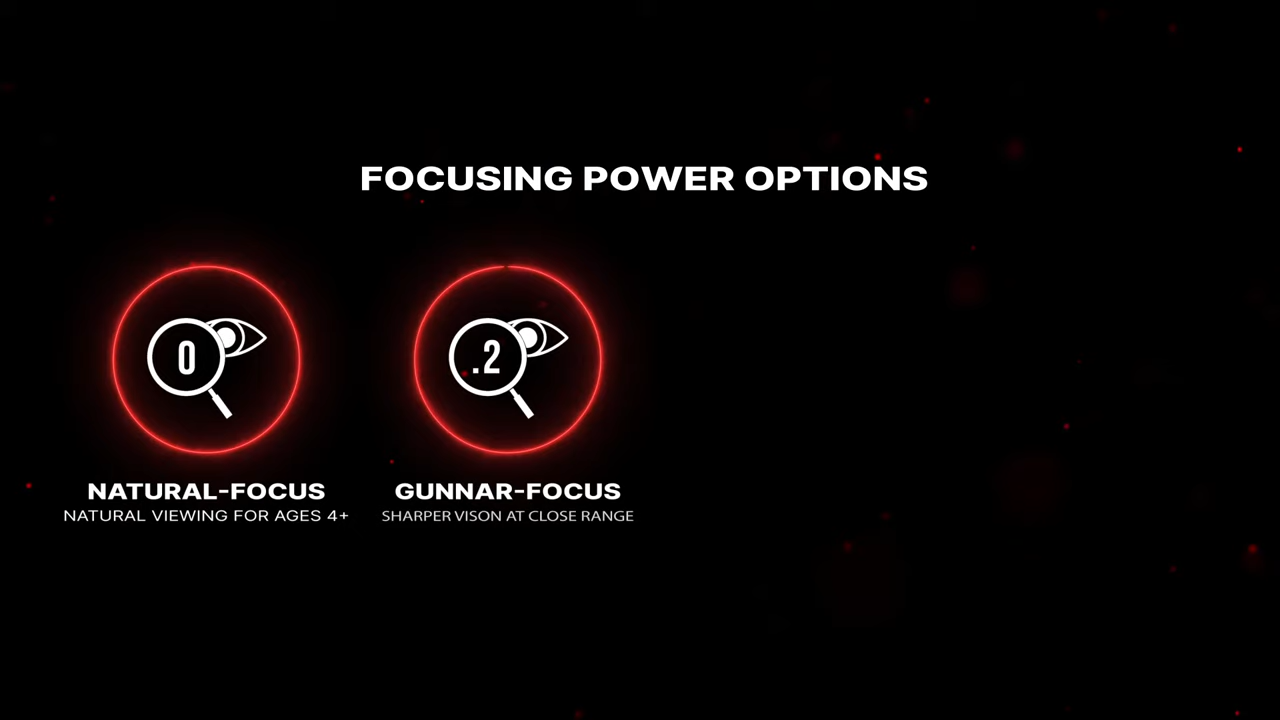 FOCUSING POWER OPTIONS
0
.2
NATURAL-FOCUS
NATURAL VIEWING FOR AGES 4+
GUNNAR-FOCUS
SHARPER VISON AT CLOSE RANGE